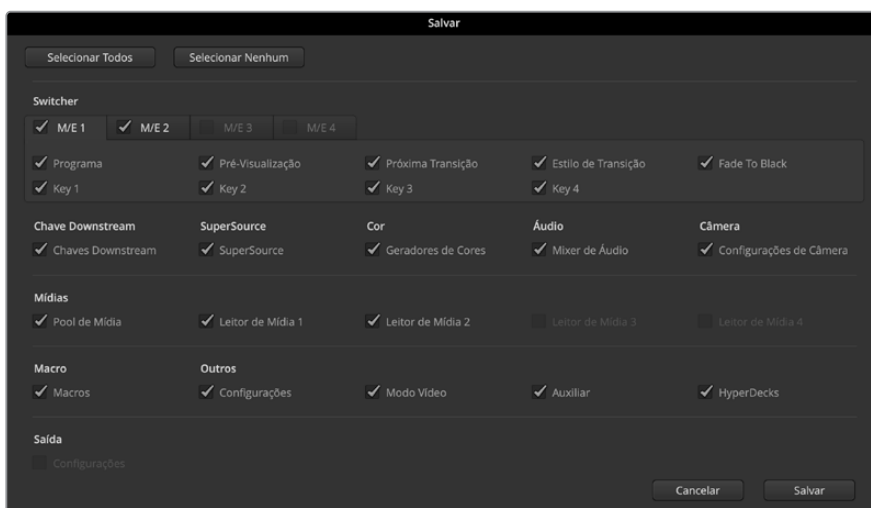 Salvar
Selecionar Todos Selecionar Nenhum
Switcher
M/E 1 M/E 2 M/E 3 M/E 4
Programa Pré-Visualização Próxima Transição Estilo de Transição Fade To Black
Key 1 Key 2 Key 3 Key 4
Chave Downstream SuperSource Cor Áudio Câmera
Chaves Downstream SuperSource Geradores de Cores Mixer de Áudio Configurações de Câmera
Mídias
Pool de Mídia Leitor de Mídia 1 Leitor de Mídia 2 Leitor de Mídia 3 Leitor de Mídia 4
Macro Outros
Macros Configurações Modo Vídeo Auxiliar HyperDecks
Saída
Configurações
Cancelar Salvar